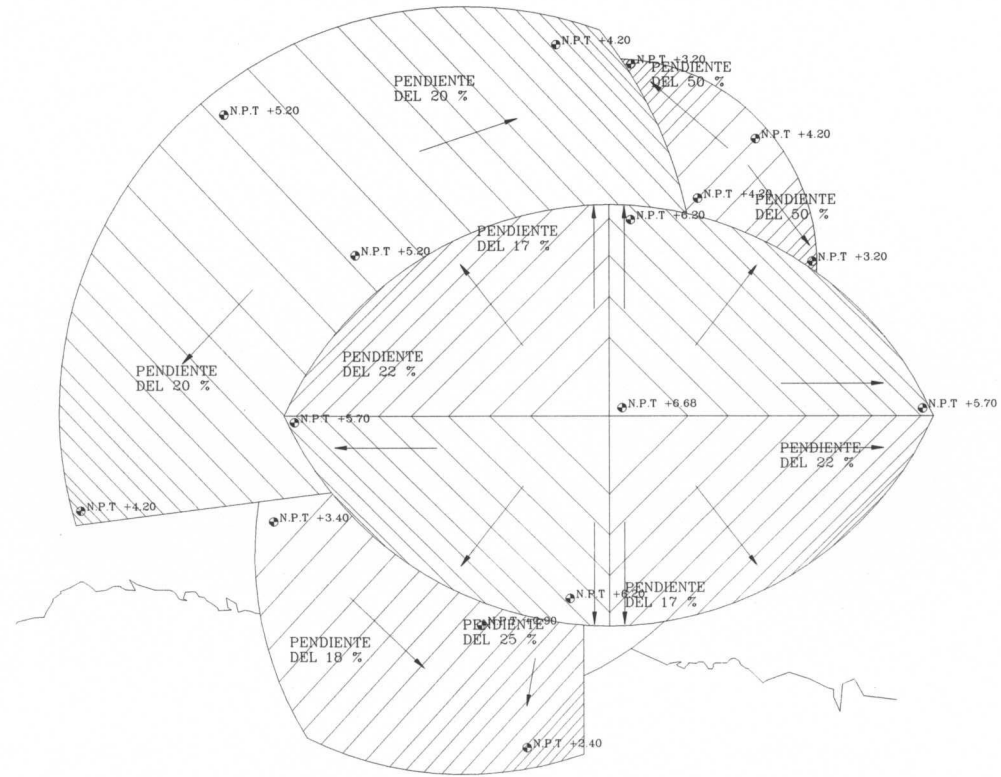 N.P.T +4.20
N.P.T +3.20
PENDIENTE
DEL 50 %
PENDIENTE
DEL 20 %
N.P.T +5.20
N.P.T +4.20
N.P.T +4.20
PENDIENTE
DEL 50 %
N.P.T +6.20
PENDIENTE
DEL 17 %
N.P.T +5.20
N.P.T +3.20
PENDIENTE
DEL 22 %
PENDIENTE
DEL 20 %
N.P.T +6.68
N.P.T +5.70
N.P.T +5.70
PENDIENTE
DEL 22 %
N.P.T +4.20
N.P.T +3.40
N.P.T +6.20
PENDIENTE
DEL 17 %
N.P.T
PENDIENTE
DEL 25 %
PENDIENTE
DEL 18 %
N.P.T +2.40